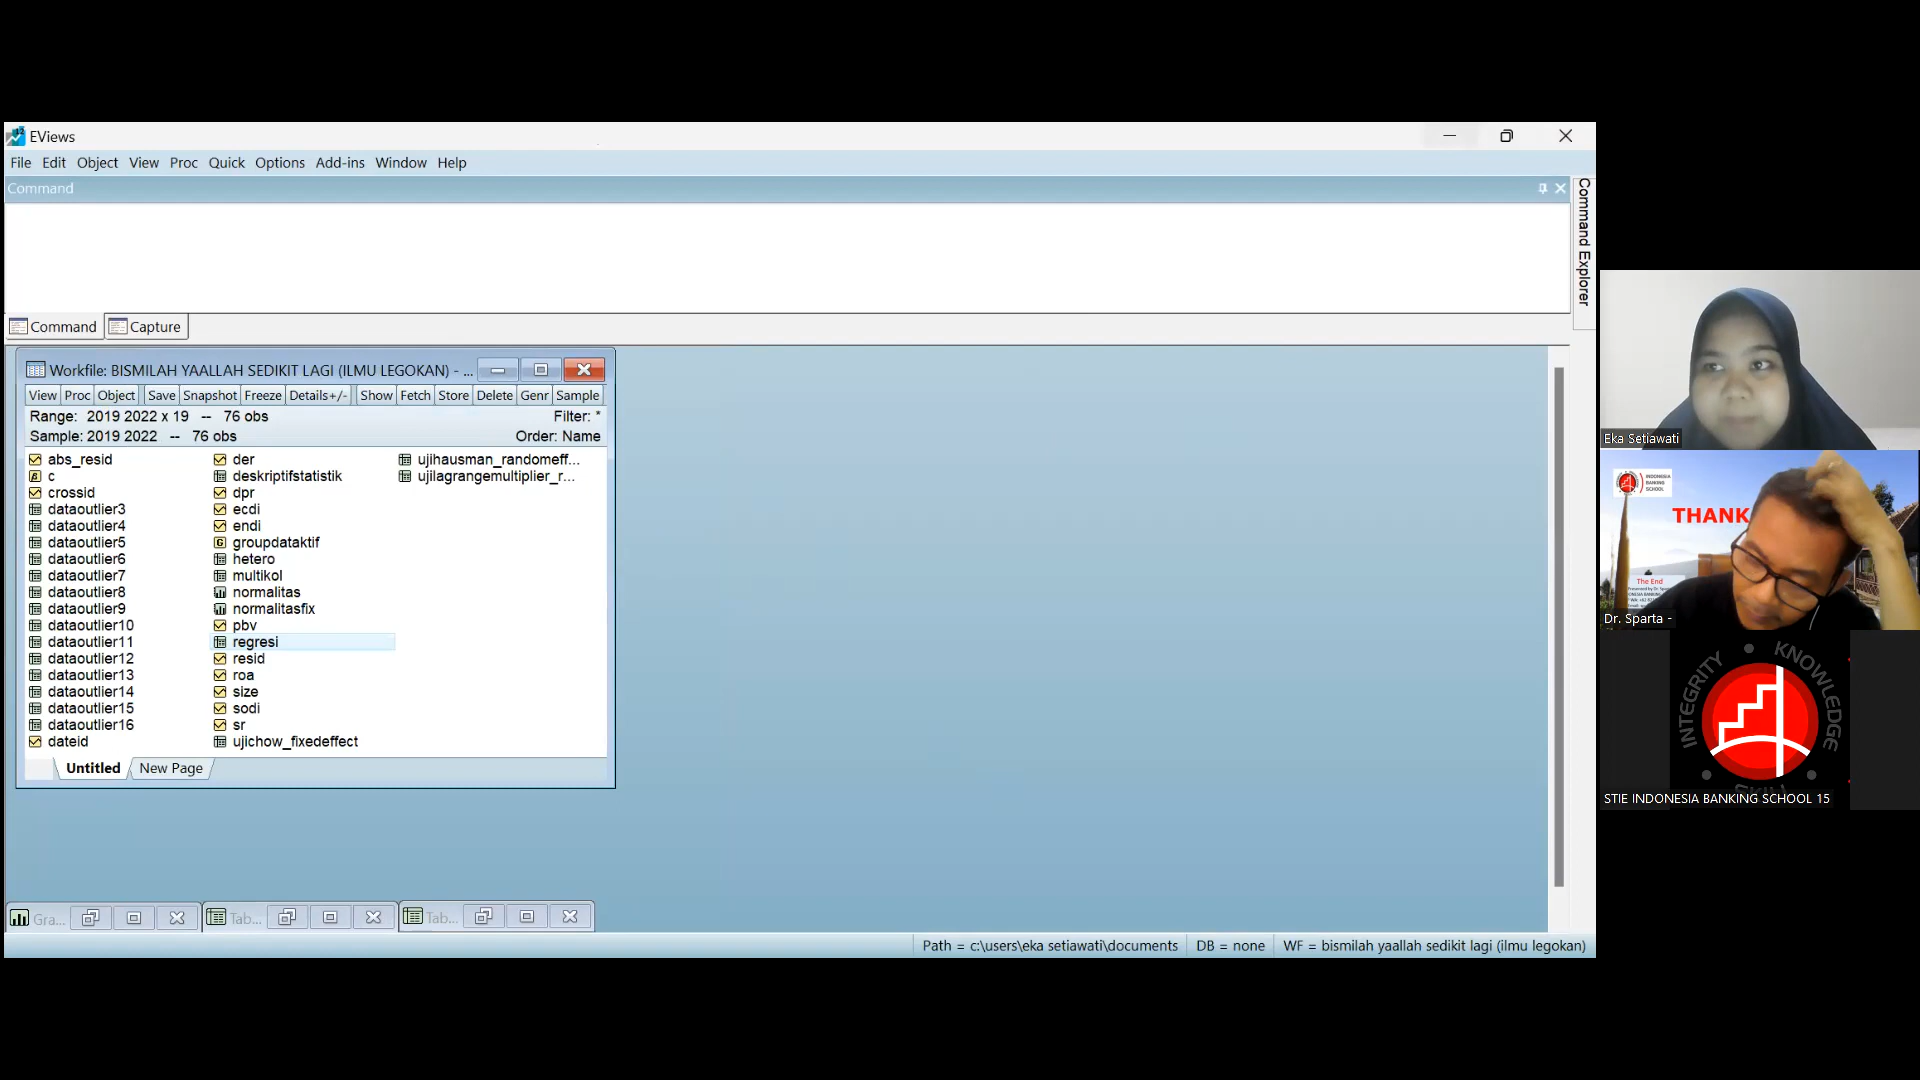 EViews
File Edit Object View Proc Quick Options Add-ins Window Help
Command
Command Explorer
Command Capture
Workfile: BISMILAH YAALLAH SEDIKIT LAGI (ILMU LEGOKAN) - ...
View Proc Object Save Snapshot Freeze Details+/- Show Fetch Store Delete Genr Sample
Range: 2019 2022 x 19 -- 76 obs Filter: *
Sample: 2019 2022 -- 76 obs Order: Name
abs_resid
c
crossid
dataoutlier3
dataoutlier4
dataoutlier5
dataoutlier6
dataoutlier7
dataoutlier8
dataoutlier9
dataoutlier10
dataoutlier11
dataoutlier12
dataoutlier13
dataoutlier14
dataoutlier15
dataoutlier16
dateid
der
deskriptifstatistik
dpr
ecdi
endi
groupdataktif
hetero
multikol
normalitas
normalitasfix
pbv
regresi
resid
roa
size
sodi
sr
ujichow_fixedeffect
ujihausman_randomeff...
ujilagrangemultiplier_r...
Untitled New Page
Gra... Tab... Tab...
Path = c:\users\eka setiawati\documents DB = none WF = bismilah yaallah sedikit lagi (ilmu legokan)
Eka Setiawati
INDONESIA
BANKING
SCHOOL
THANK
The End
Dr. Sparta -
INTEGRITY KNOWLEDGE
STIE INDONESIA BANKING SCHOOL 15